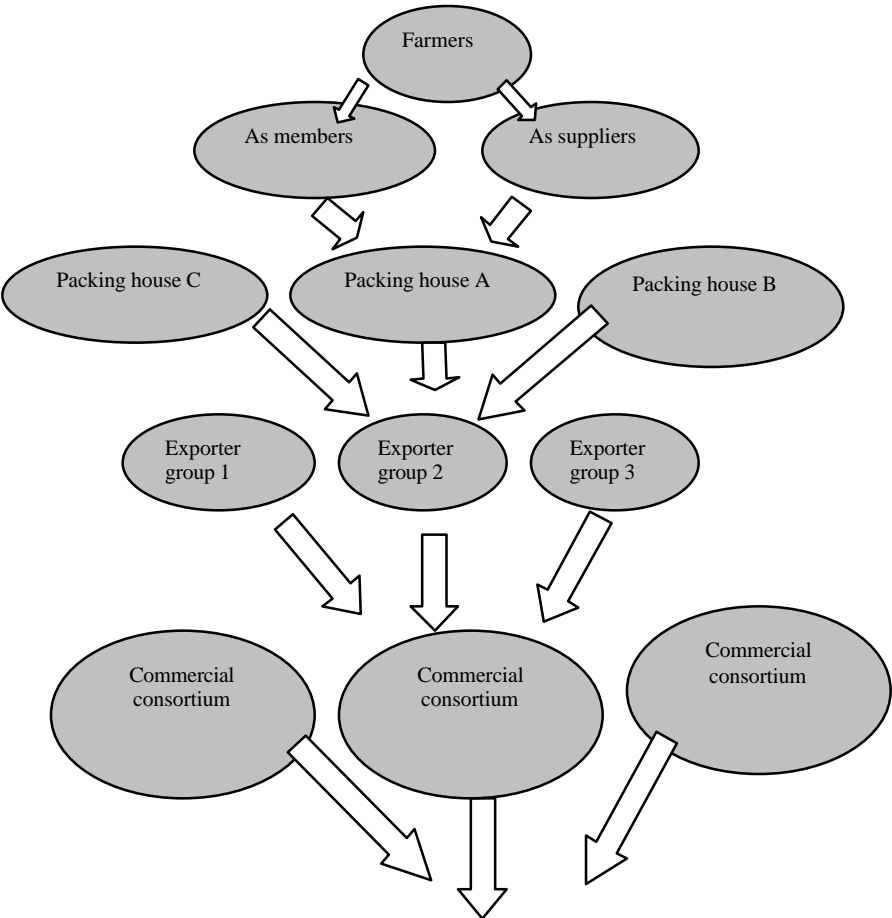 Farmers
As members
As suppliers
Packing house C
Packing house A
Packing house B
Exporter
group 1
Exporter
group 2
Exporter
group 3
Commercial
consortium
Commercial
consortium
Commercial
consortium